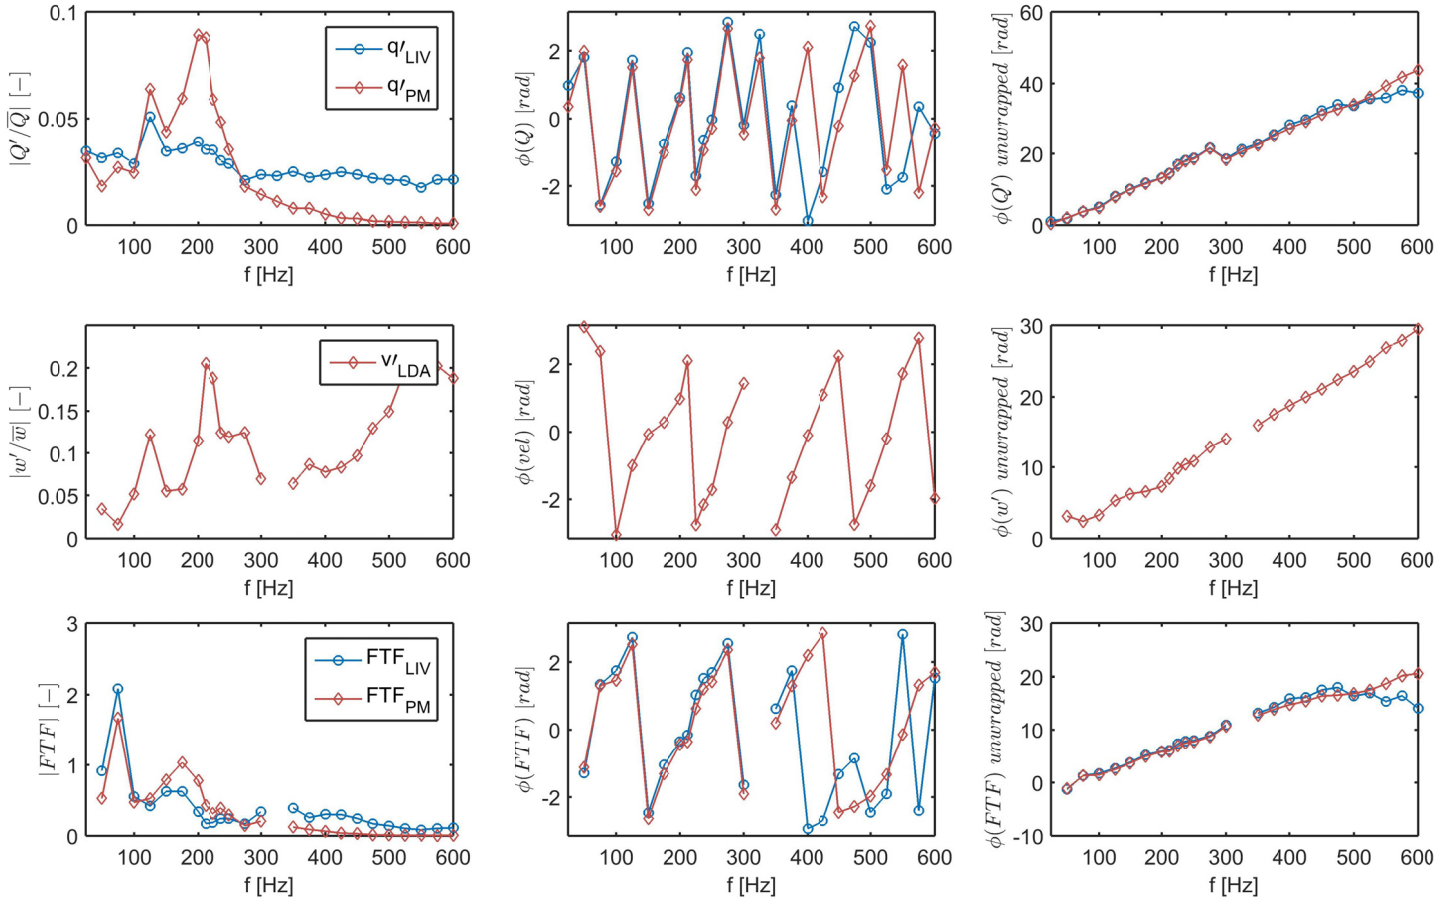 0.1
0.05
0
|Q′/Q̅| [−]
q′LIV
q′PM
100 200 300 400 500 600
f [Hz]
2
0
-2
ϕ(Q) [rad]
100 200 300 400 500 600
f [Hz]
60
40
20
0
ϕ(Q′) unwrapped [rad]
100 200 300 400 500 600
f [Hz]
0.2
0.15
0.1
0.05
0
|w′/w̅| [−]
v′LDA
100 200 300 400 500 600
f [Hz]
2
0
-2
ϕ(vel) [rad]
100 200 300 400 500 600
f [Hz]
30
20
10
0
ϕ(w′) unwrapped [rad]
100 200 300 400 500 600
f [Hz]
3
2
1
0
|FTF| [−]
FTFLIV
FTFPM
100 200 300 400 500 600
f [Hz]
2
0
-2
ϕ(FTF) [rad]
100 200 300 400 500 600
f [Hz]
30
20
10
0
-10
ϕ(FTF) unwrapped [rad]
100 200 300 400 500 600
f [Hz]